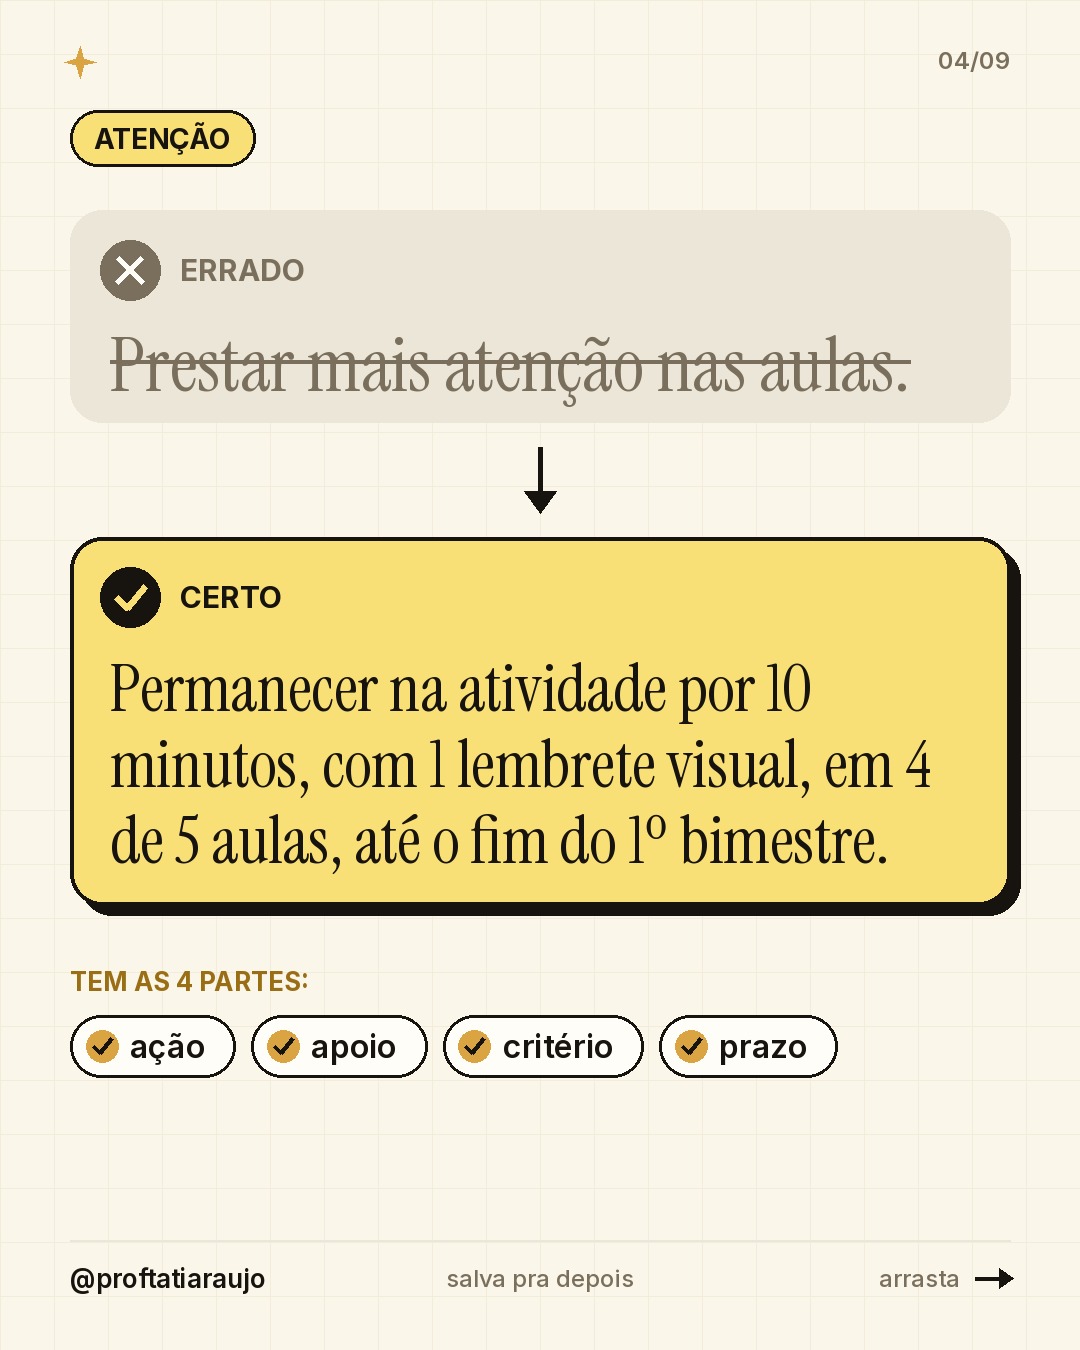 04/09
ATENÇÃO
ERRADO
Prestar mais atenção nas aulas.
CERTO
Permanecer na atividade por 10
minutos, com 1 lembrete visual, em 4
de 5 aulas, até o fim do 1º bimestre.
TEM AS 4 PARTES:
ação apoio critério prazo
@proftatiaraujo salva pra depois arrasta